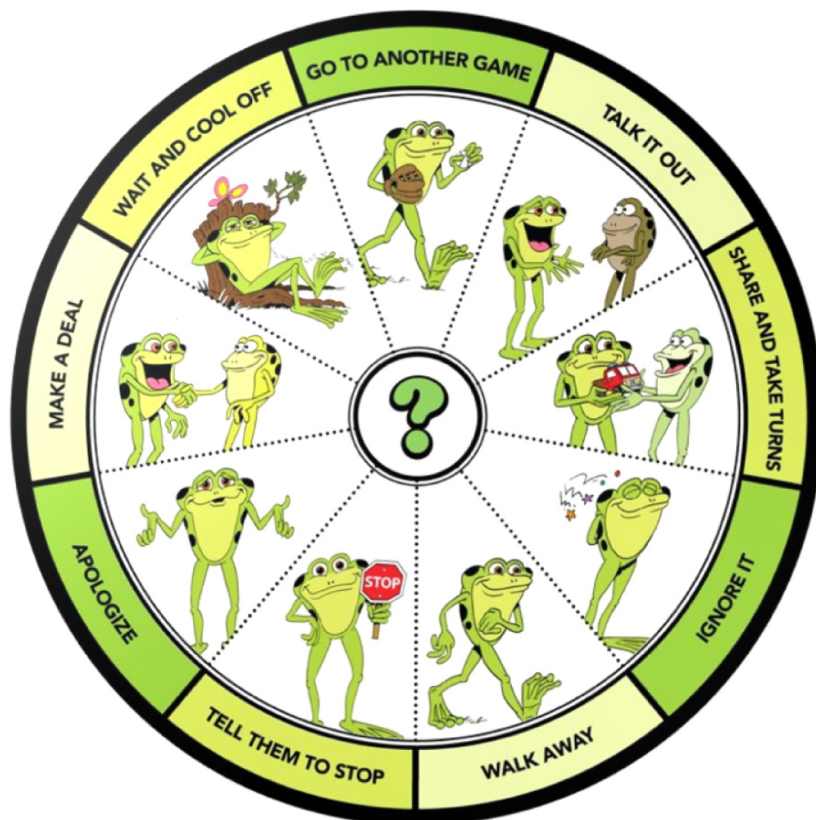 GO TO ANOTHER GAME
TALK IT OUT
SHARE AND TAKE TURNS
IGNORE IT
WALK AWAY
TELL THEM TO STOP
APOLOGIZE
MAKE A DEAL
WAIT AND COOL OFF
STOP
?